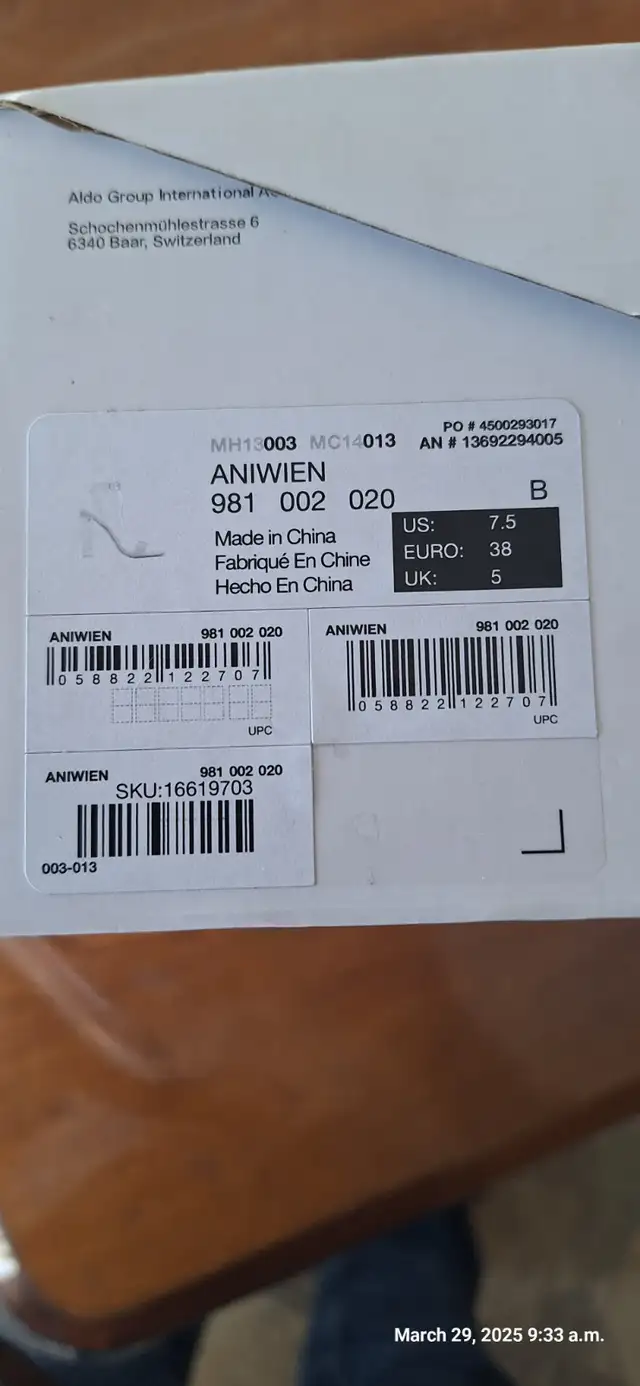 Aldo Group International
Schochenmühlestrasse 6
6340 Baar, Switzerland
MH13003 MC14013
PO # 4500293017
AN # 13692294005
ANIWIEN
981 002 020
B
Made in China
Fabriqué En Chine
Hecho En China
US: 7.5
EURO: 38
UK: 5
ANIWIEN 981 002 020
0 58822 12270 7
UPC
ANIWIEN 981 002 020
0 58822 12270 7
UPC
ANIWIEN 981 002 020
SKU:16619703
003-013
March 29, 2025 9:33 a.m.